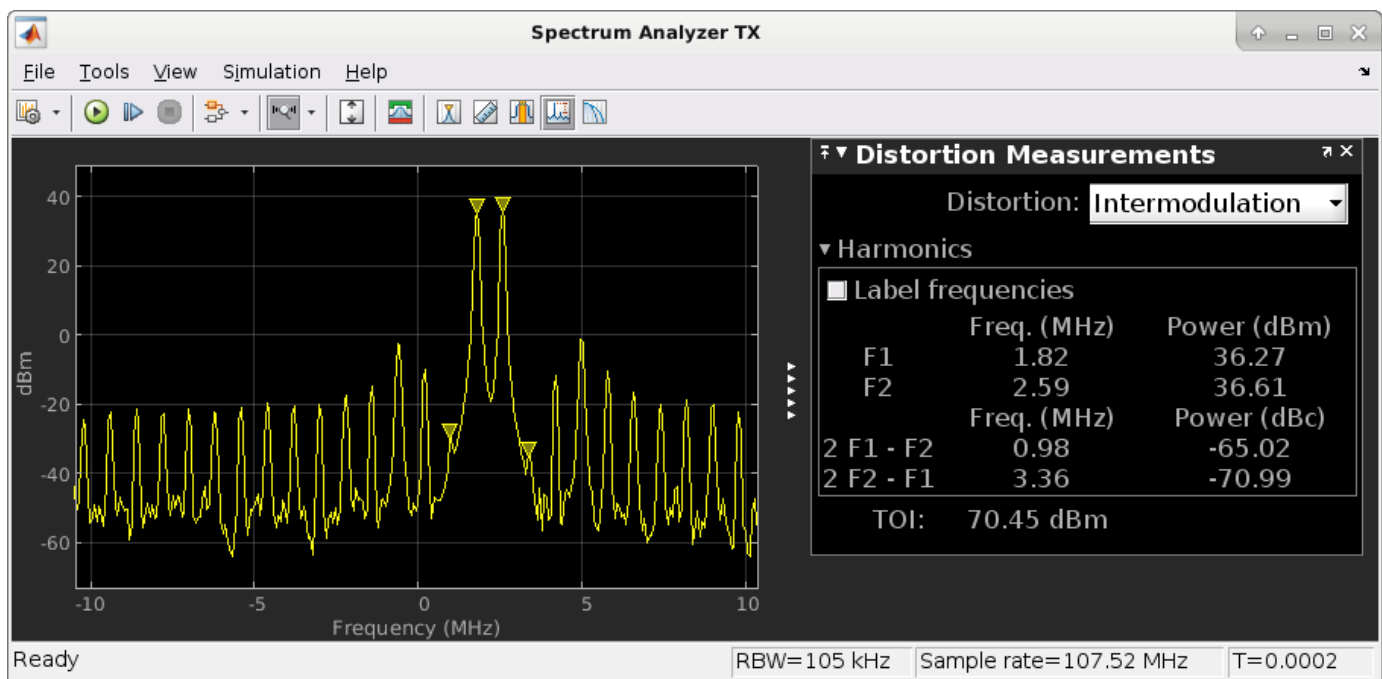 Spectrum Analyzer TX
File Tools View Simulation Help
Distortion Measurements
Distortion: Intermodulation
Harmonics
Label frequencies
Freq. (MHz) Power (dBm)
F1 1.82 36.27
F2 2.59 36.61
Freq. (MHz) Power (dBc)
2 F1 - F2 0.98 -65.02
2 F2 - F1 3.36 -70.99
TOI: 70.45 dBm
40
20
0
-20
-40
-60
dBm
-10 -5 0 5 10
Frequency (MHz)
Ready RBW=105 kHz Sample rate=107.52 MHz T=0.0002